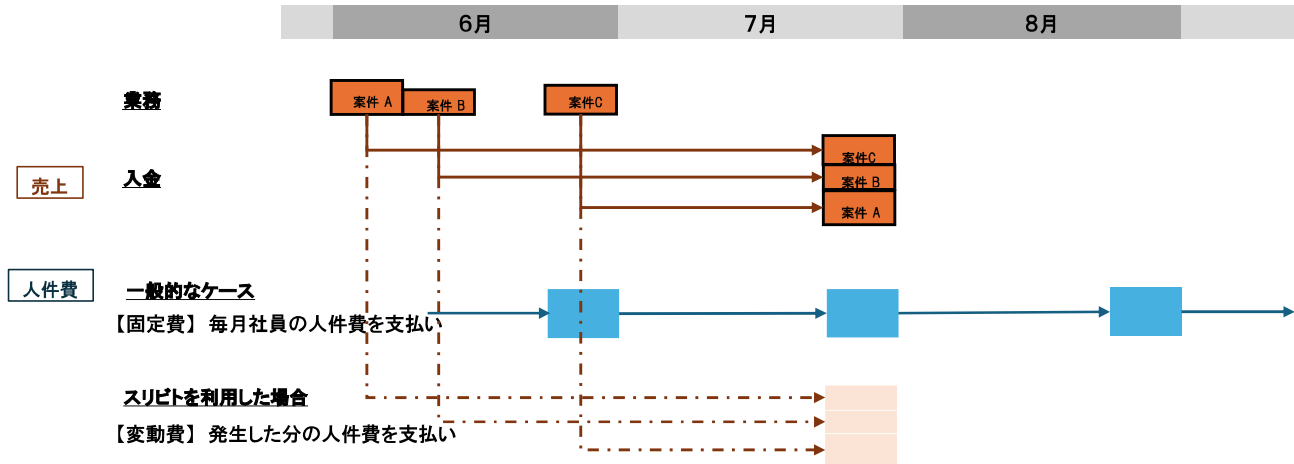 6月
7月
8月
業務
案件 A
案件 B
案件C
売上
入金
案件C
案件 B
案件 A
人件費
一般的なケース
【固定費】 毎月社員の人件費を支払い
スリビトを利用した場合
【変動費】 発生した分の人件費を支払い